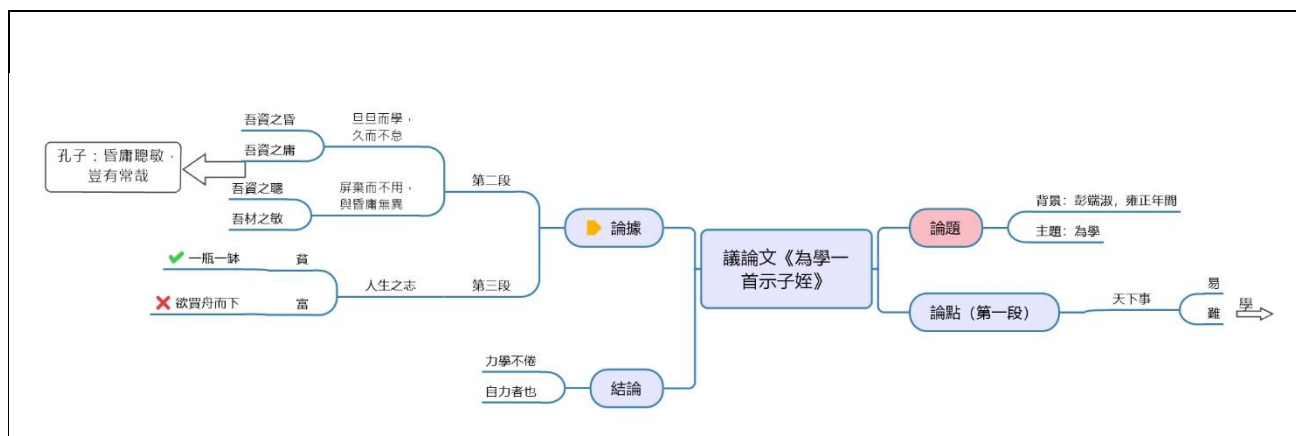 議論文《為學一
首示子姪》
論題
背景：彭端淑，雍正年間
主題：為學
論點（第一段）
天下事
易
難
學
論據
第二段
旦旦而學，
久而不怠
吾資之昏
吾資之庸
屏棄而不用，
與昏庸無異
吾資之聰
吾材之敏
孔子：昏庸聰敏，
豈有常哉
第三段
人生之志
貧
一瓶一缽
富
欲買舟而下
結論
力學不倦
自力者也